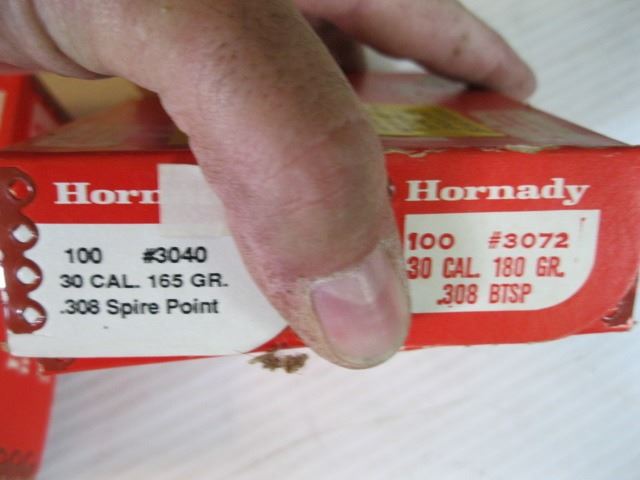 Horn
100 #3040
30 CAL. 165 GR.
.308 Spire Point
Hornady
100 #3072
30 CAL. 180 GR.
.308 BTSP